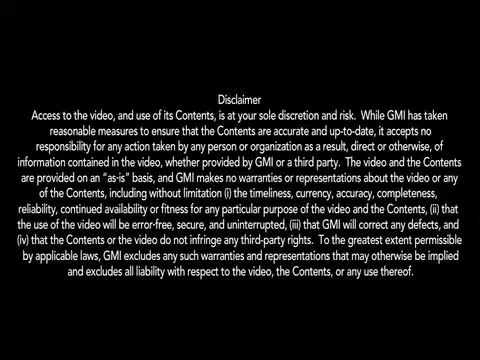 Disclaimer
Access to the video, and use of its Contents, is at your sole discretion and risk. While GMI has taken
reasonable measures to ensure that the Contents are accurate and up-to-date, it accepts no
responsibility for any action taken by any person or organization as a result, direct or otherwise, of
information contained in the video, whether provided by GMI or a third party. The video and the Contents
are provided on an “as-is” basis, and GMI makes no warranties or representations about the video or any
of the Contents, including without limitation (i) the timeliness, currency, accuracy, completeness,
reliability, continued availability or fitness for any particular purpose of the video and the Contents, (ii) that
the use of the video will be error-free, secure, and uninterrupted, (iii) that GMI will correct any defects, and
(iv) that the Contents or the video do not infringe any third-party rights. To the greatest extent permissible
by applicable laws, GMI excludes any such warranties and representations that may otherwise be implied
and excludes all liability with respect to the video, the Contents, or any use thereof.